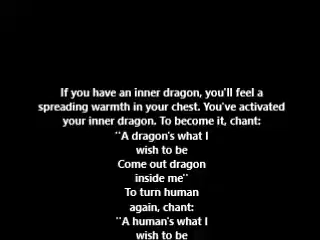 If you have an inner dragon, you'll feel a
spreading warmth in your chest. You've activated
your inner dragon. To become it, chant:
¨A dragon's what I
wish to be
Come out dragon
inside me¨
To turn human
again, chant:
¨A human's what I
wish to be